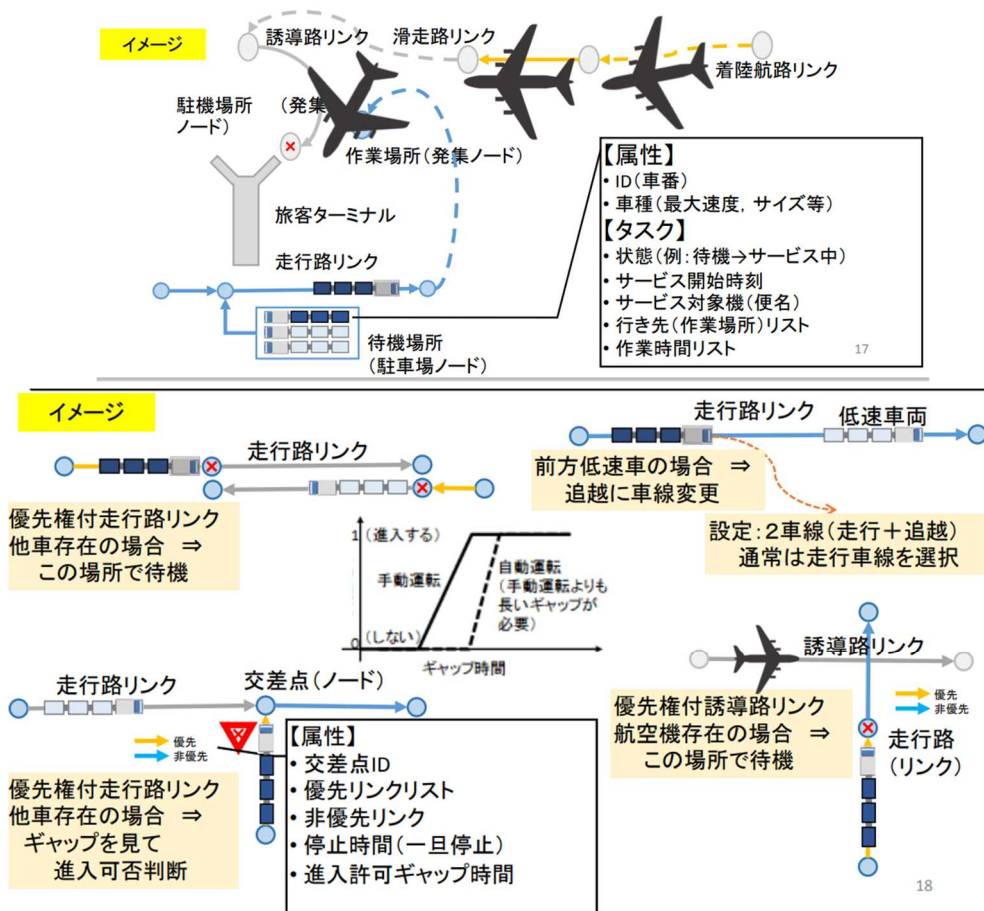 イメージ
誘導路リンク
滑走路リンク
着陸航路リンク
駐機場所 (発集
ノード)
作業場所(発集ノード)
旅客ターミナル
走行路リンク
待機場所
(駐車場ノード)
【属性】
• ID(車番)
• 車種(最大速度, サイズ等)
【タスク】
• 状態(例:待機→サービス中)
• サービス開始時刻
• サービス対象機(便名)
• 行き先(作業場所)リスト
• 作業時間リスト
17
イメージ
走行路リンク
優先権付走行路リンク
他車存在の場合 ⇒
この場所で待機
走行路リンク
低速車両
前方低速車の場合 ⇒
追越に車線変更
設定:2車線(走行+追越)
通常は走行車線を選択
1 (進入する)
手動運転
自動運転
(手動運転よりも
長いギャップが
必要)
0 (しない)
ギャップ時間
走行路リンク
交差点(ノード)
優先
非優先
優先権付走行路リンク
他車存在の場合 ⇒
ギャップを見て
進入可否判断
【属性】
• 交差点ID
• 優先リンクリスト
• 非優先リンク
• 停止時間(一旦停止)
• 進入許可ギャップ時間
誘導路リンク
優先権付誘導路リンク
航空機存在の場合 ⇒
この場所で待機
優先
非優先
走行路
(リンク)
18